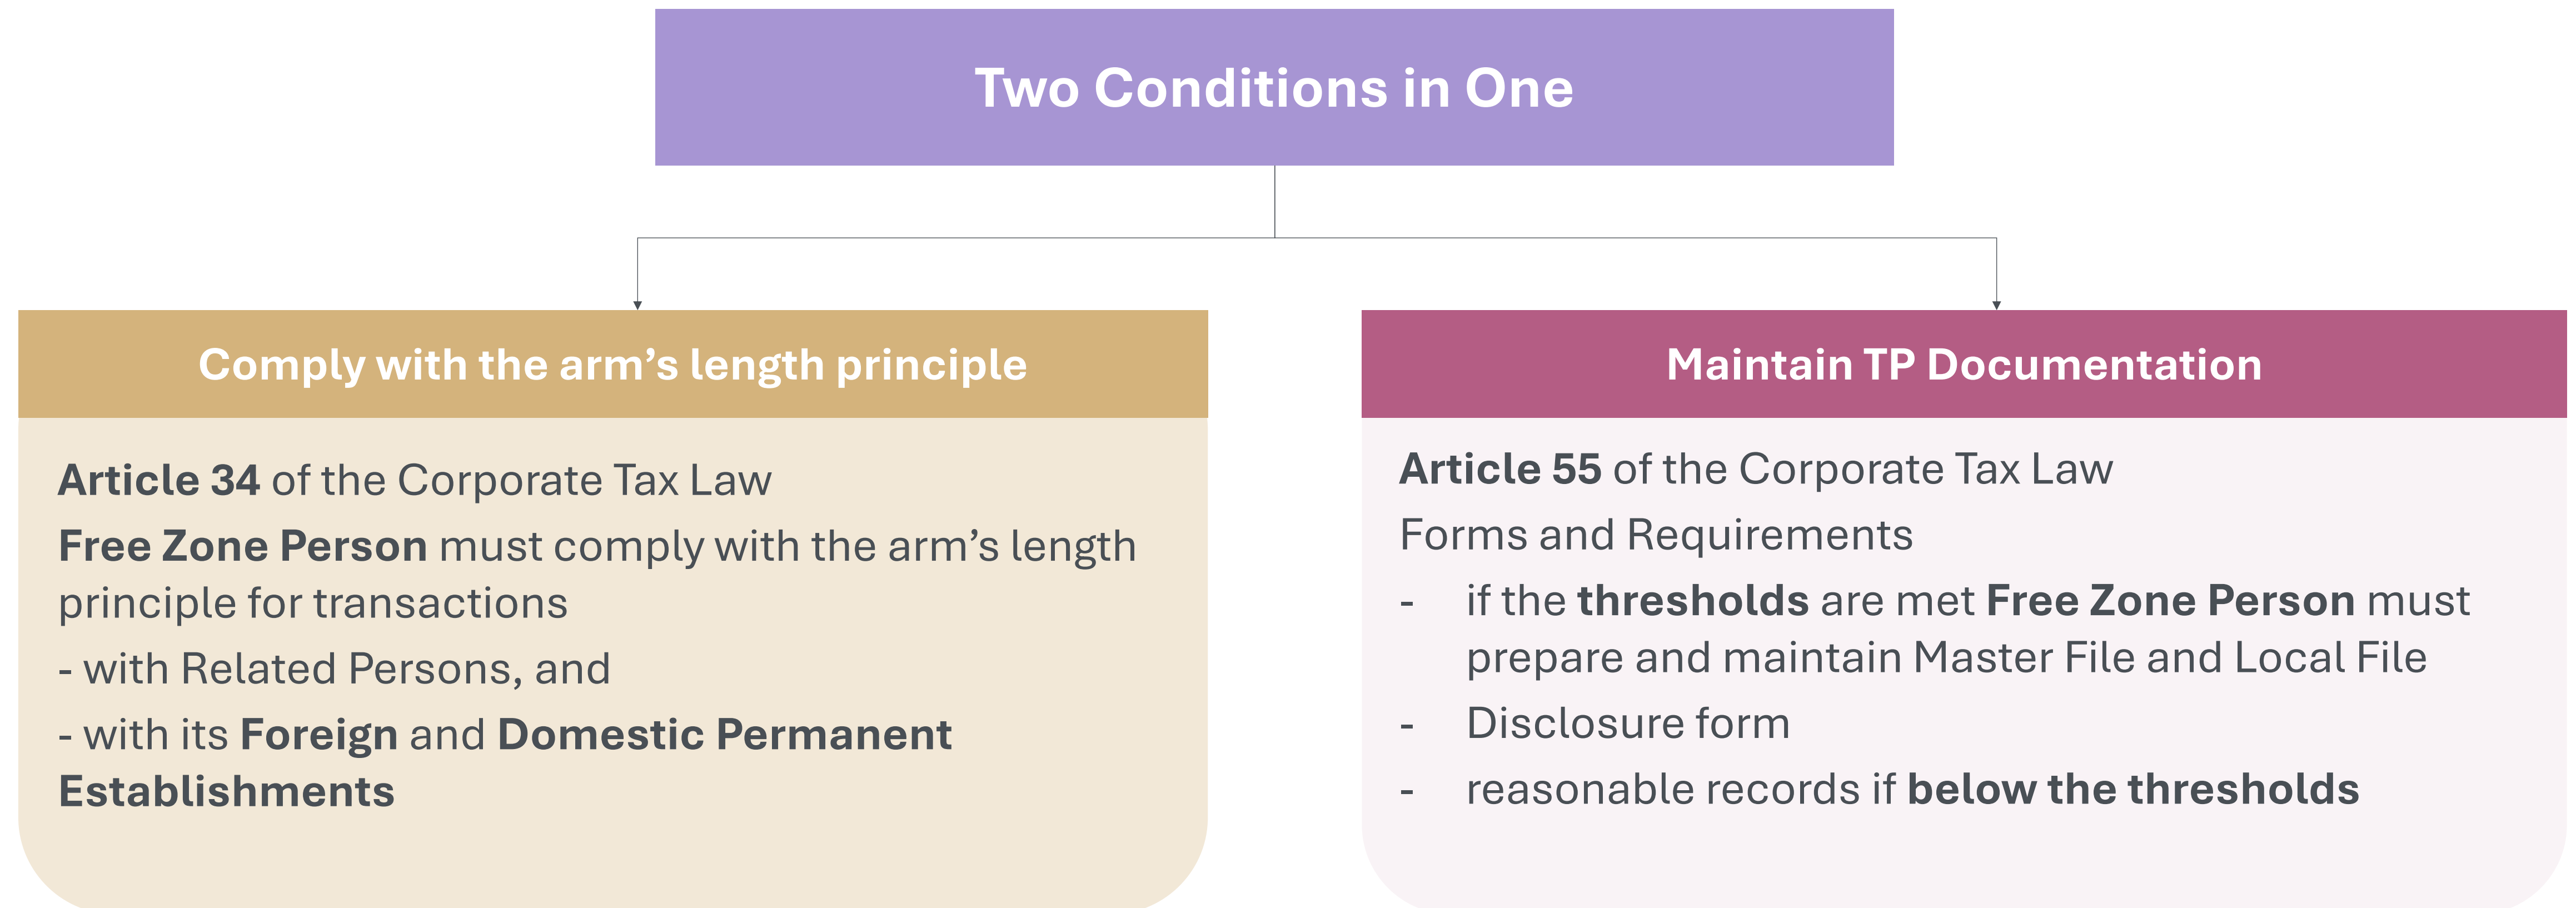 Two Conditions in One
Comply with the arm’s length principle
Article 34 of the Corporate Tax Law
Free Zone Person must comply with the arm’s length
principle for transactions
- with Related Persons, and
- with its Foreign and Domestic Permanent
Establishments
Maintain TP Documentation
Article 55 of the Corporate Tax Law
Forms and Requirements
- if the thresholds are met Free Zone Person must
prepare and maintain Master File and Local File
- Disclosure form
- reasonable records if below the thresholds